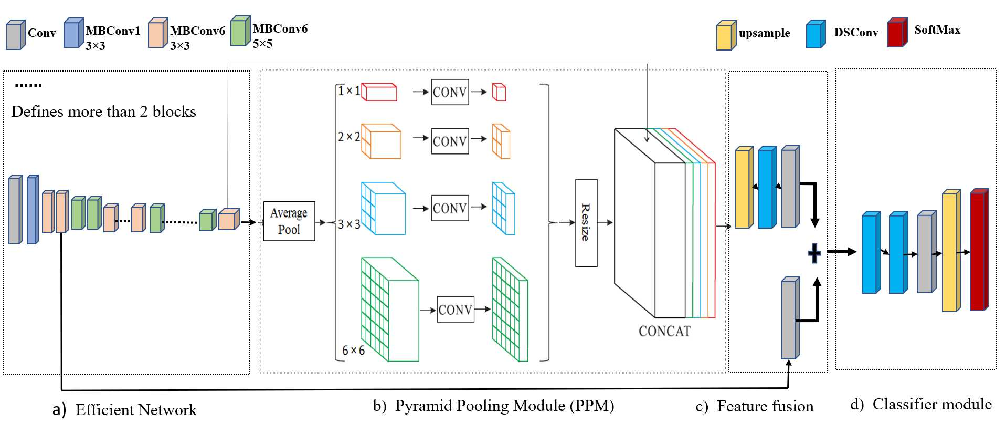 Conv
MBConv1
3×3
MBConv6
3×3
MBConv6
5×5
upsample
DSConv
SoftMax
......
Defines more than 2 blocks
1×1
CONV
2×2
CONV
3×3
CONV
6×6
CONV
Average
Pool
Resize
CONCAT
+
a) Efficient Network
b) Pyramid Pooling Module (PPM)
c) Feature fusion
d) Classifier module